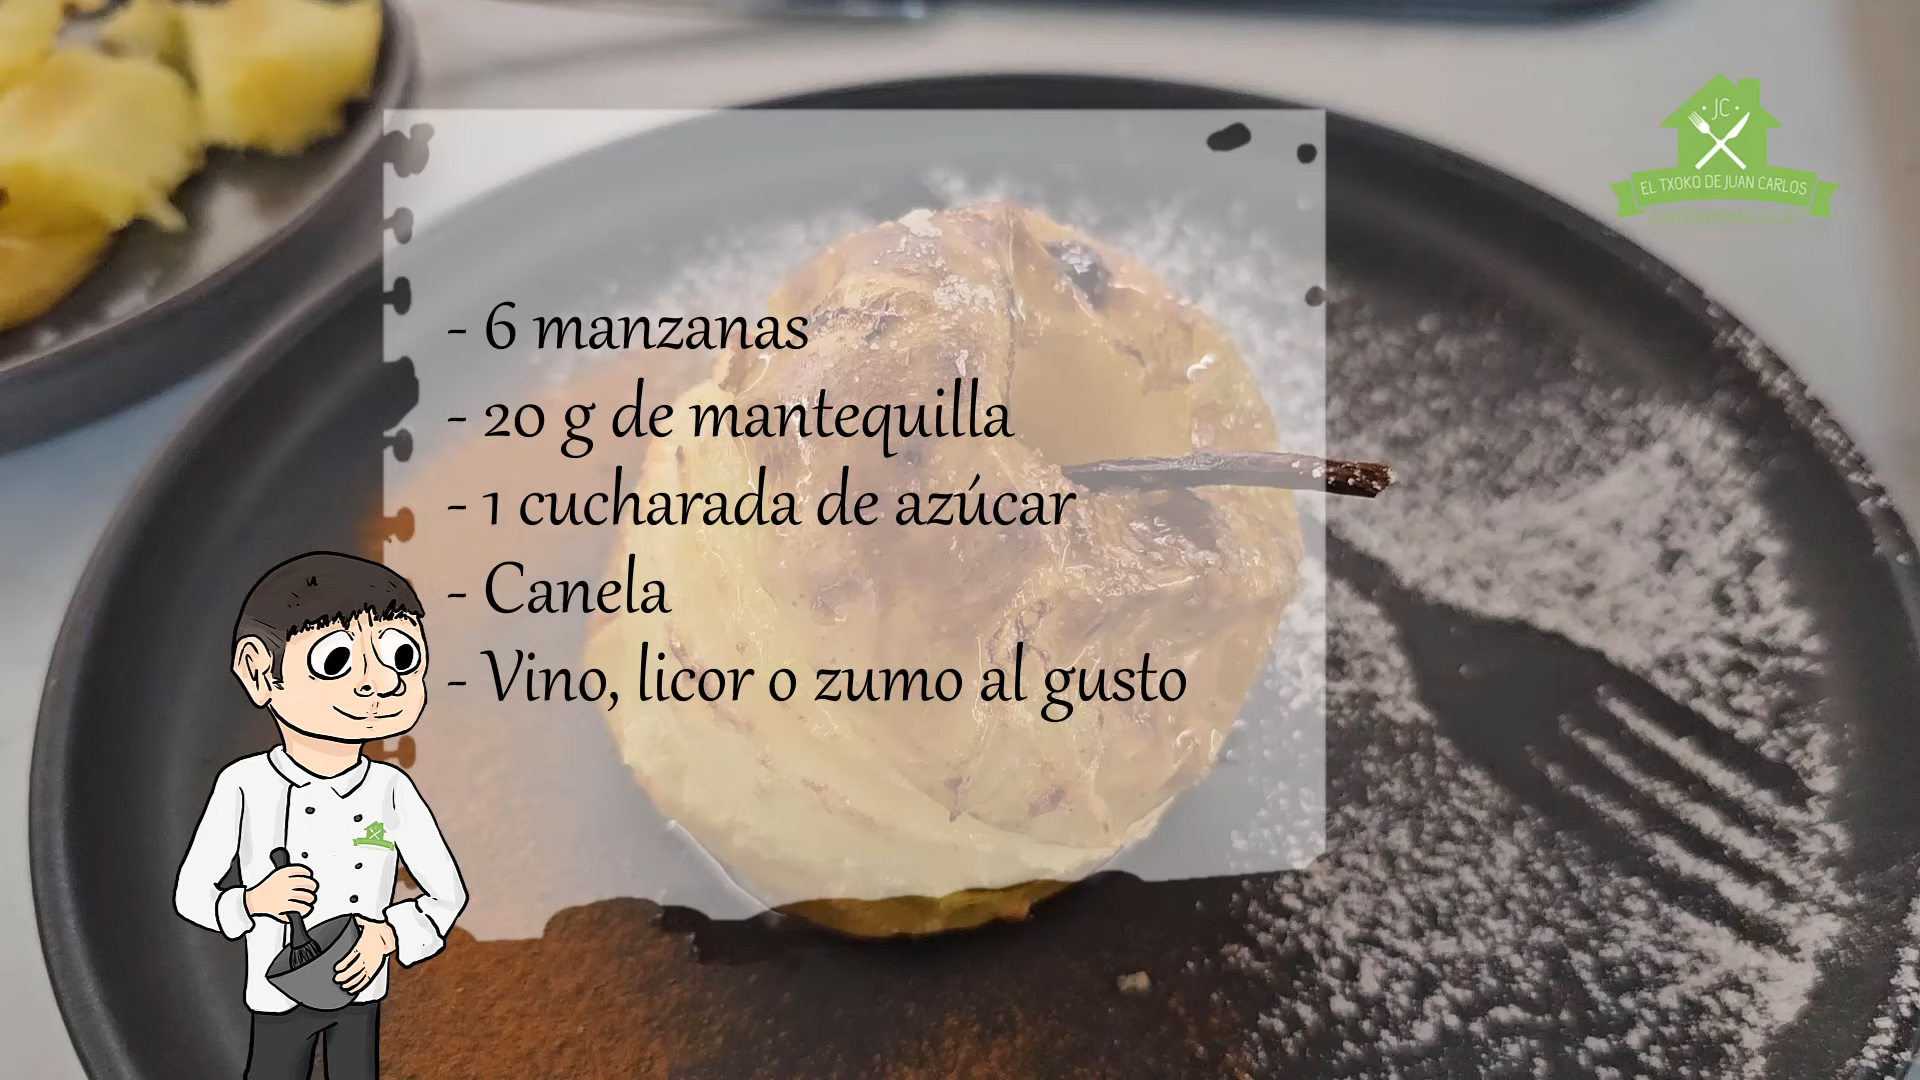 JC
EL TXOKO DE JUAN CARLOS
- 6 manzanas
- 20 g de mantequilla
- 1 cucharada de azúcar
- Canela
- Vino, licor o zumo al gusto